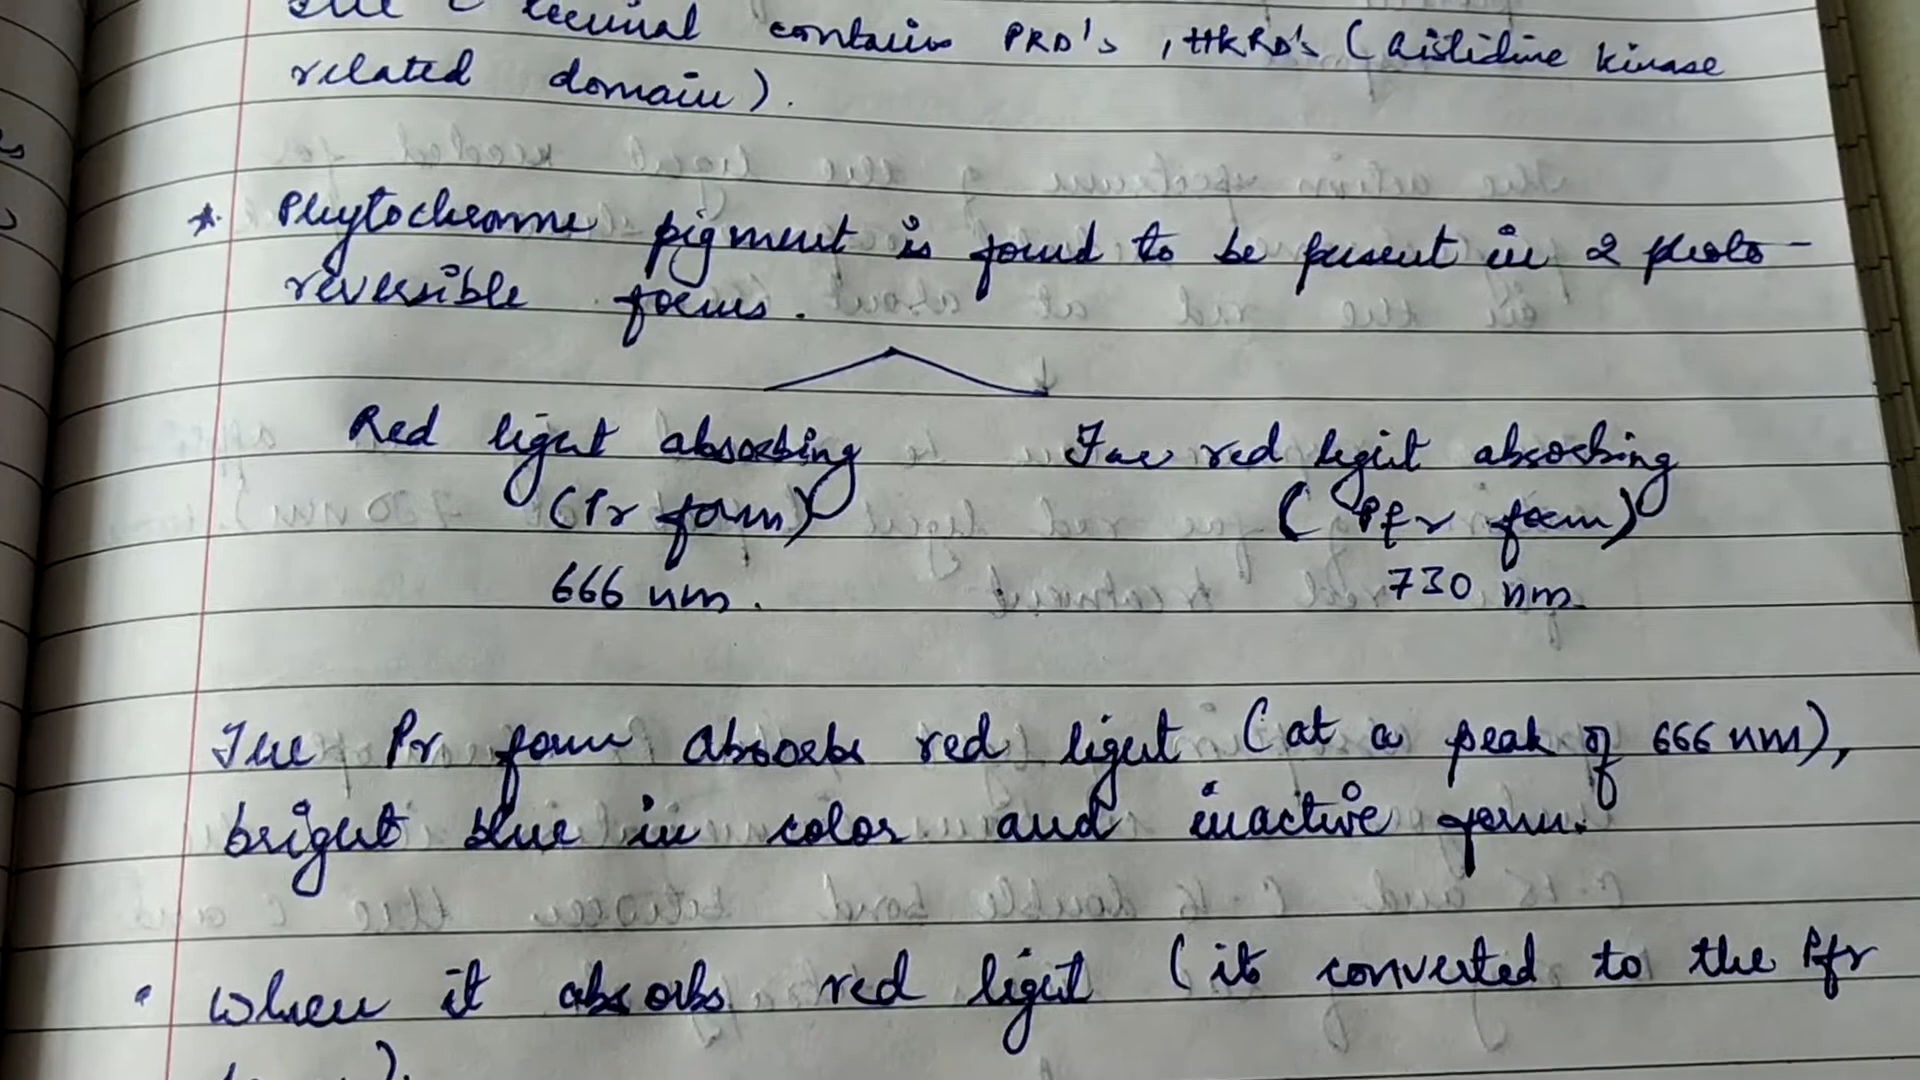 The C terminal contains PRD's, HKRD's (histidine kinase
related domain).
* Phytochrome pigment is found to be present in 2 photo-
reversible forms.
Red light absorbing Far red light absorbing
(Pr form) (Pfr form)
666 nm. 730 nm.
The Pr form absorbs red light (at a peak of 666 nm),
bright blue in color and inactive form.
• When it absorbs red light (its converted to the Pfr